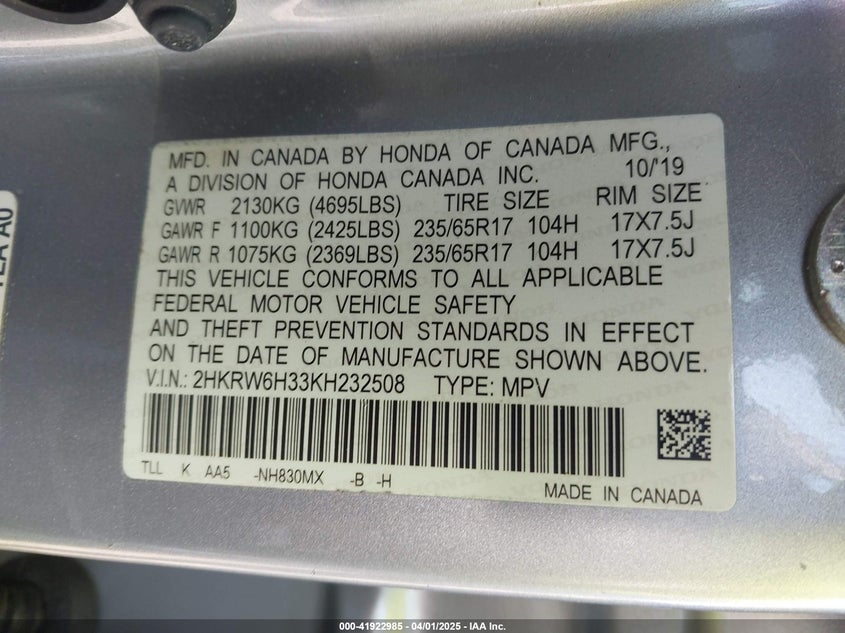 MFD. IN CANADA BY HONDA OF CANADA MFG.,
A DIVISION OF HONDA CANADA INC. 10/'19
GVWR 2130KG (4695LBS) TIRE SIZE RIM SIZE
GAWR F 1100KG (2425LBS) 235/65R17 104H 17X7.5J
GAWR R 1075KG (2369LBS) 235/65R17 104H 17X7.5J
THIS VEHICLE CONFORMS TO ALL APPLICABLE
FEDERAL MOTOR VEHICLE SAFETY
AND THEFT PREVENTION STANDARDS IN EFFECT
ON THE DATE OF MANUFACTURE SHOWN ABOVE.
V.I.N.: 2HKRW6H33KH232508 TYPE: MPV
TLL K AA5 -NH830MX -B -H
MADE IN CANADA
000-41922985 - 04/01/2025 - IAA Inc.